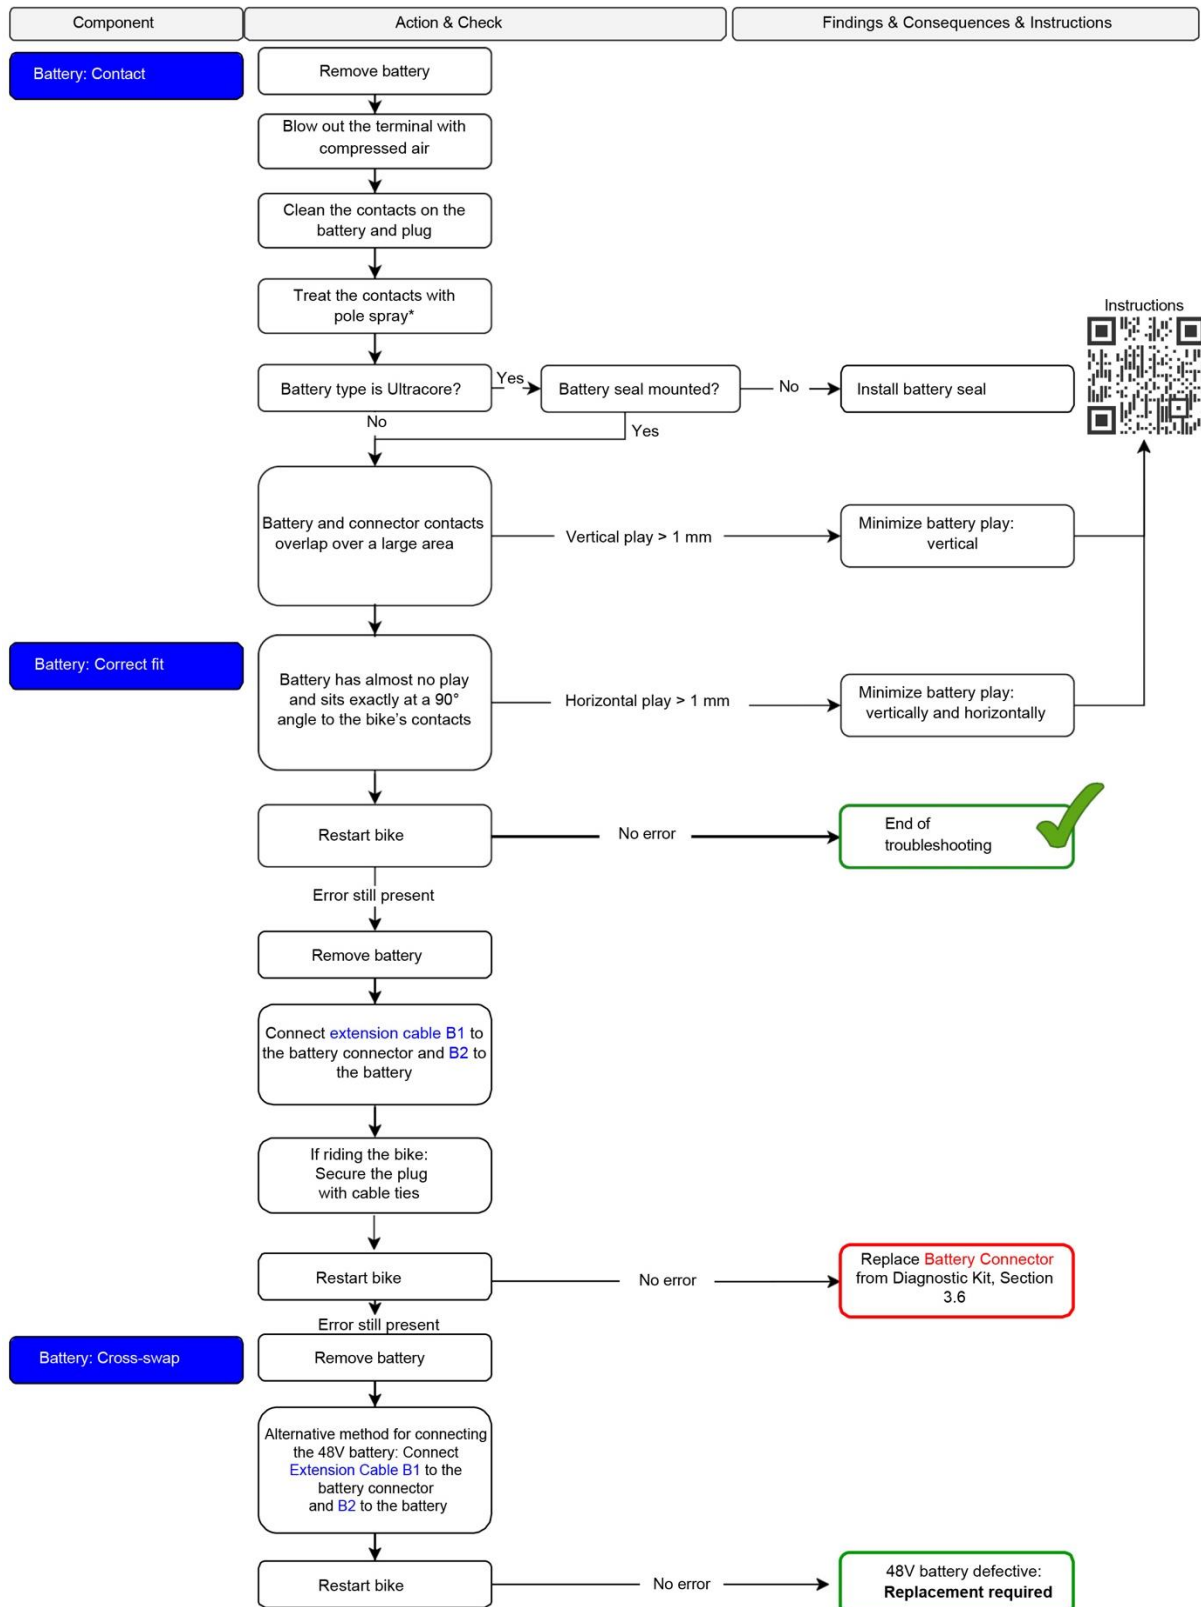 Component
Action & Check
Findings & Consequences & Instructions
Battery: Contact
Remove battery
Blow out the terminal with
compressed air
Clean the contacts on the
battery and plug
Treat the contacts with
pole spray*
Instructions
Battery type is Ultracore?
Yes
Battery seal mounted?
No
Install battery seal
No
Yes
Battery and connector contacts
overlap over a large area
Vertical play > 1 mm
Minimize battery play:
vertical
Battery: Correct fit
Battery has almost no play
and sits exactly at a 90°
angle to the bike's contacts
Horizontal play > 1 mm
Minimize battery play:
vertically and horizontally
Restart bike
No error
End of
troubleshooting
Error still present
Remove battery
Connect extension cable B1 to
the battery connector and B2 to
the battery
If riding the bike:
Secure the plug
with cable ties
Restart bike
No error
Replace Battery Connector
from Diagnostic Kit, Section
3.6
Error still present
Battery: Cross-swap
Remove battery
Alternative method for connecting
the 48V battery: Connect
Extension Cable B1 to the
battery connector
and B2 to the battery
Restart bike
No error
48V battery defective:
Replacement required